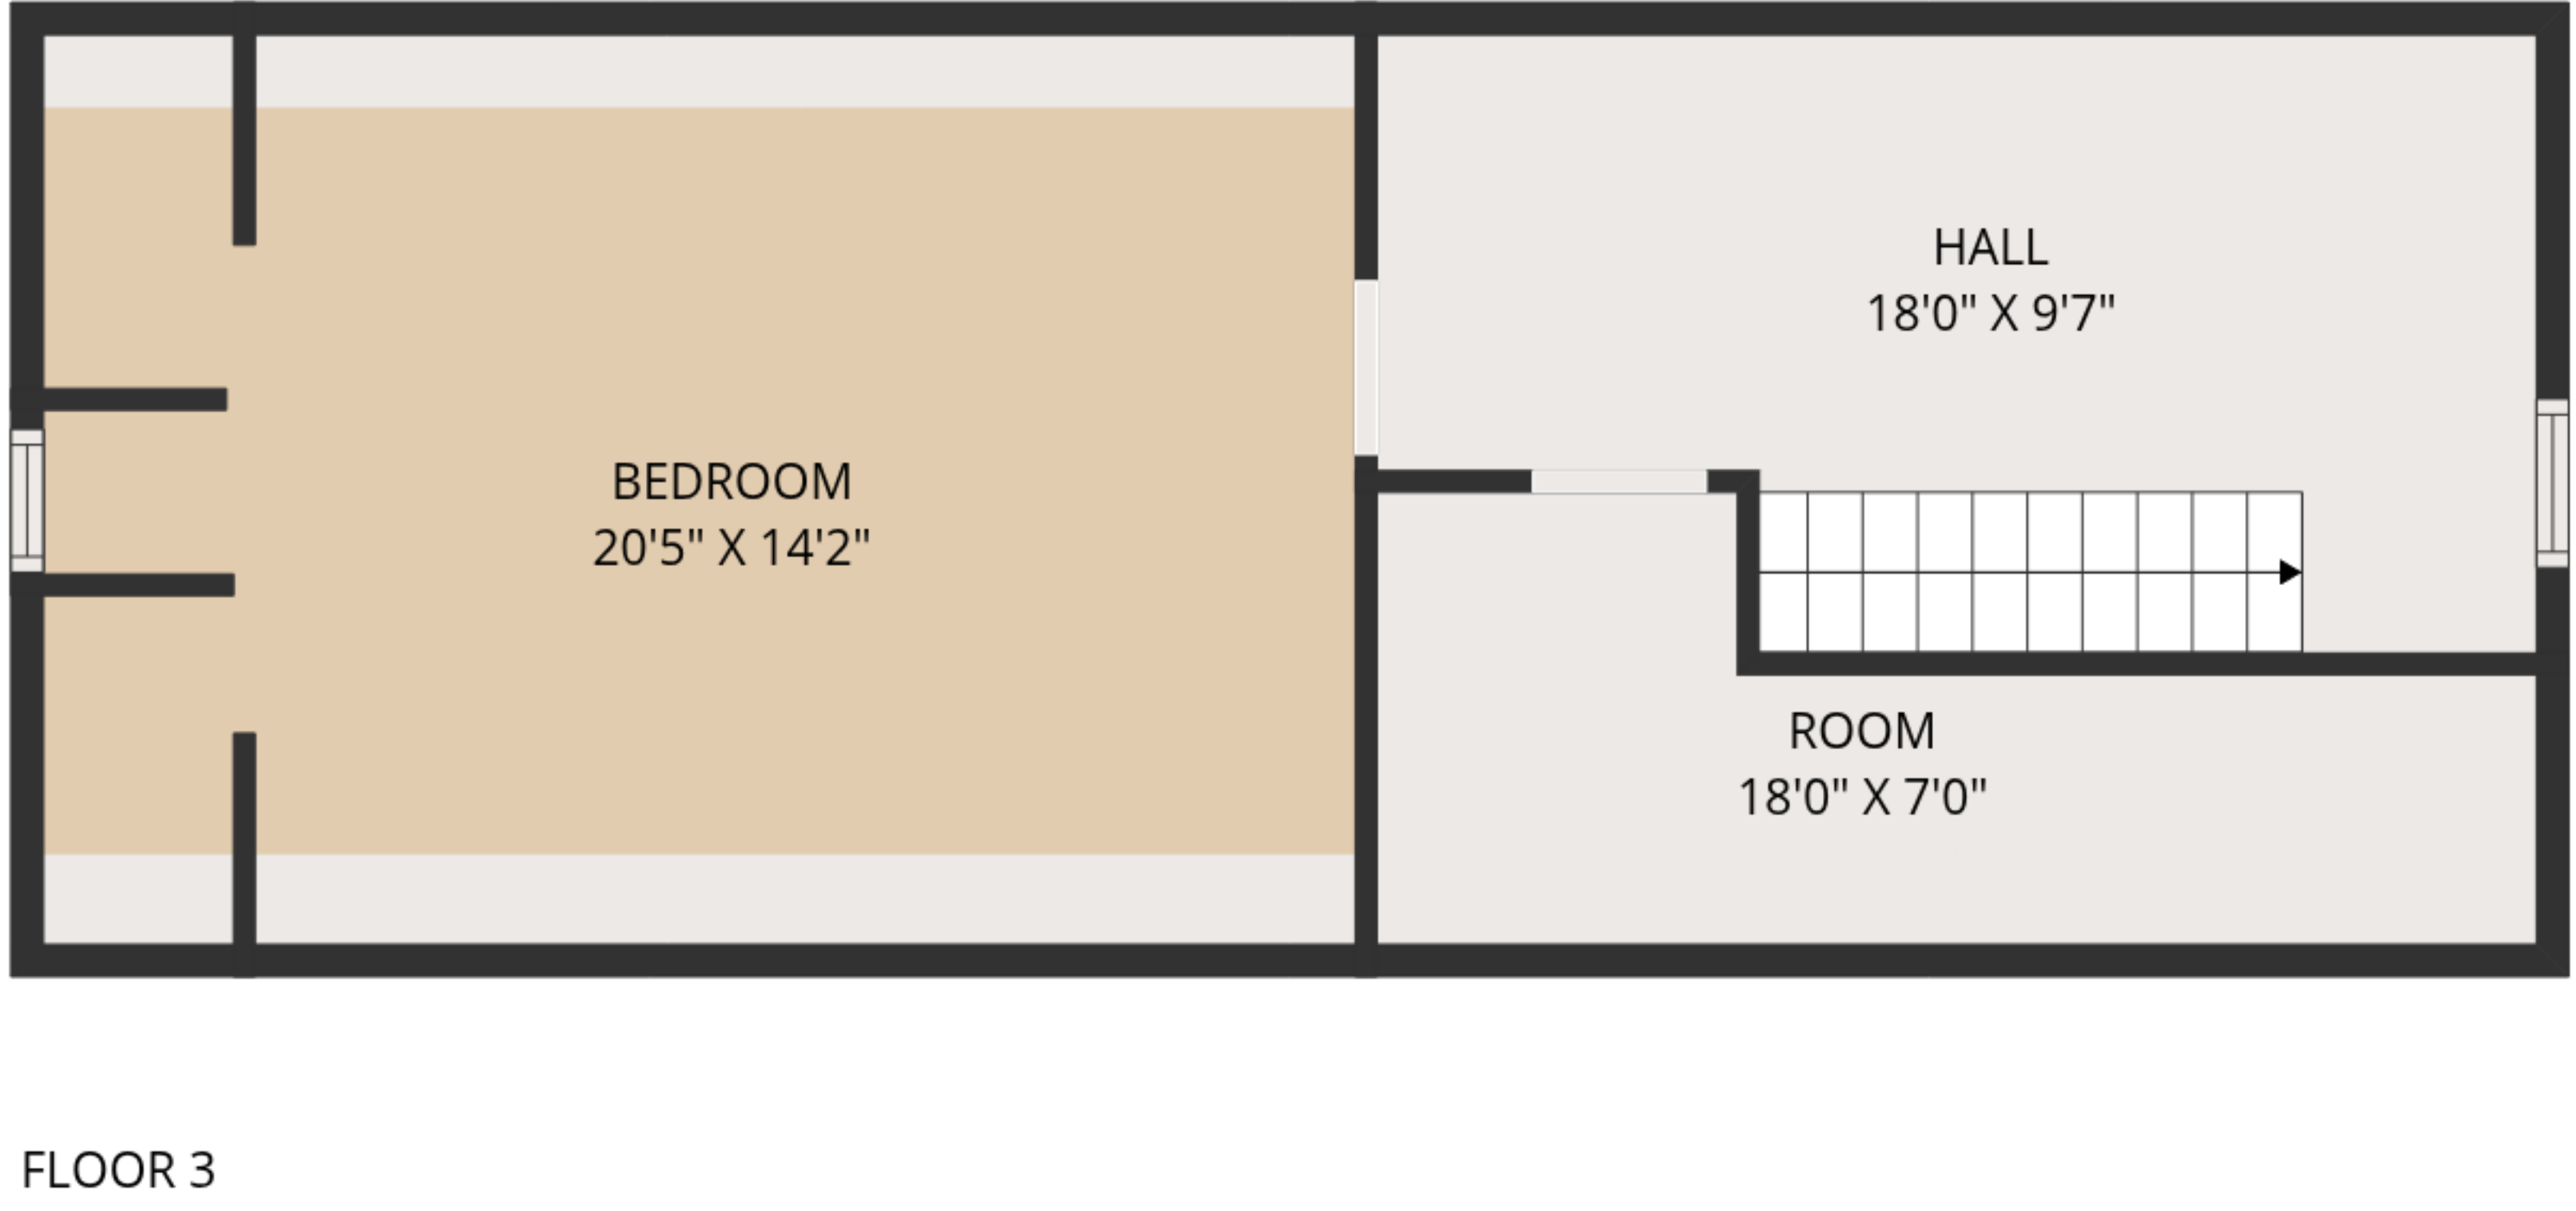 HALL
18'0" X 9'7"
BEDROOM
20'5" X 14'2"
ROOM
18'0" X 7'0"
FLOOR 3